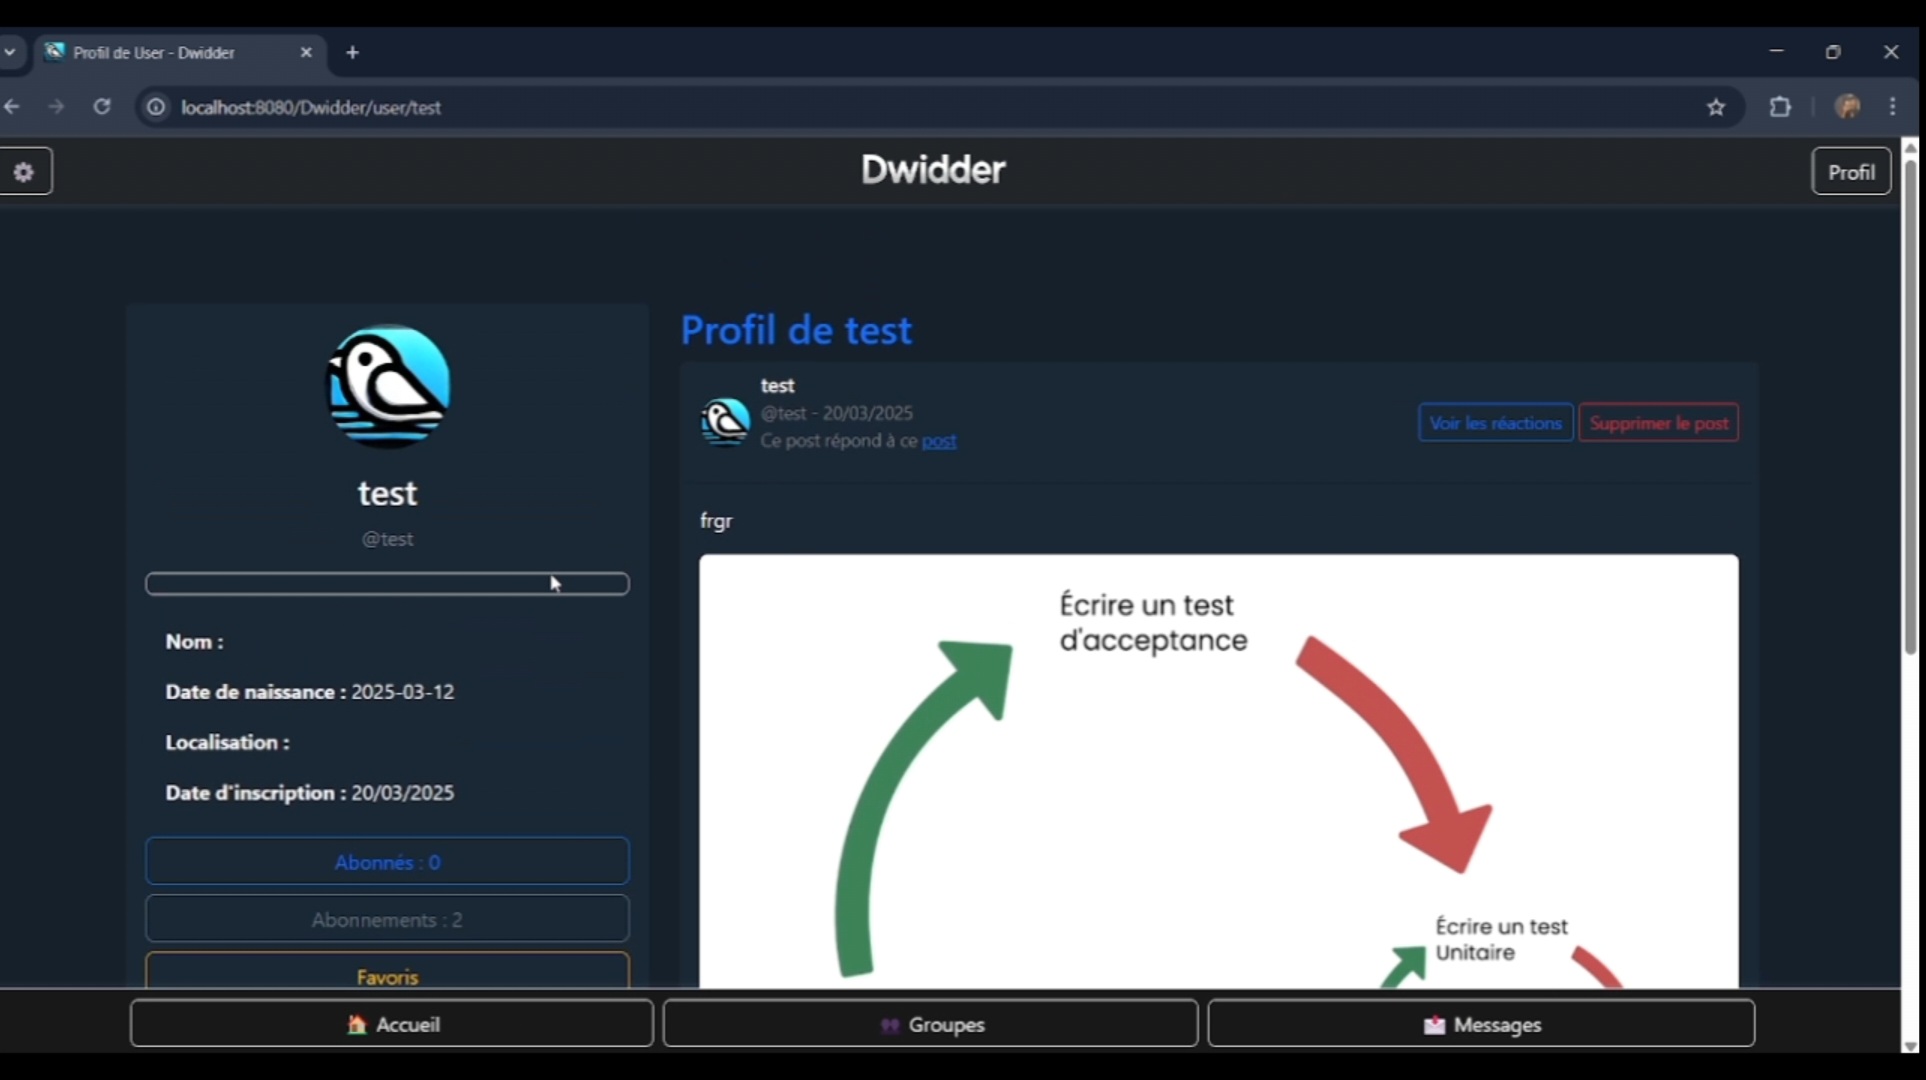 Profil de User - Dwidder
localhost:8080/Dwidder/user/test
Dwidder
Profil
test
@test
Nom :
Date de naissance : 2025-03-12
Localisation :
Date d'inscription : 20/03/2025
Abonnés : 0
Abonnements : 2
Favoris
Profil de test
test
@test - 20/03/2025
Ce post répond à ce post
Voir les réactions
Supprimer le post
frgr
Écrire un test
d'acceptance
Écrire un test
Unitaire
Accueil
Groupes
Messages